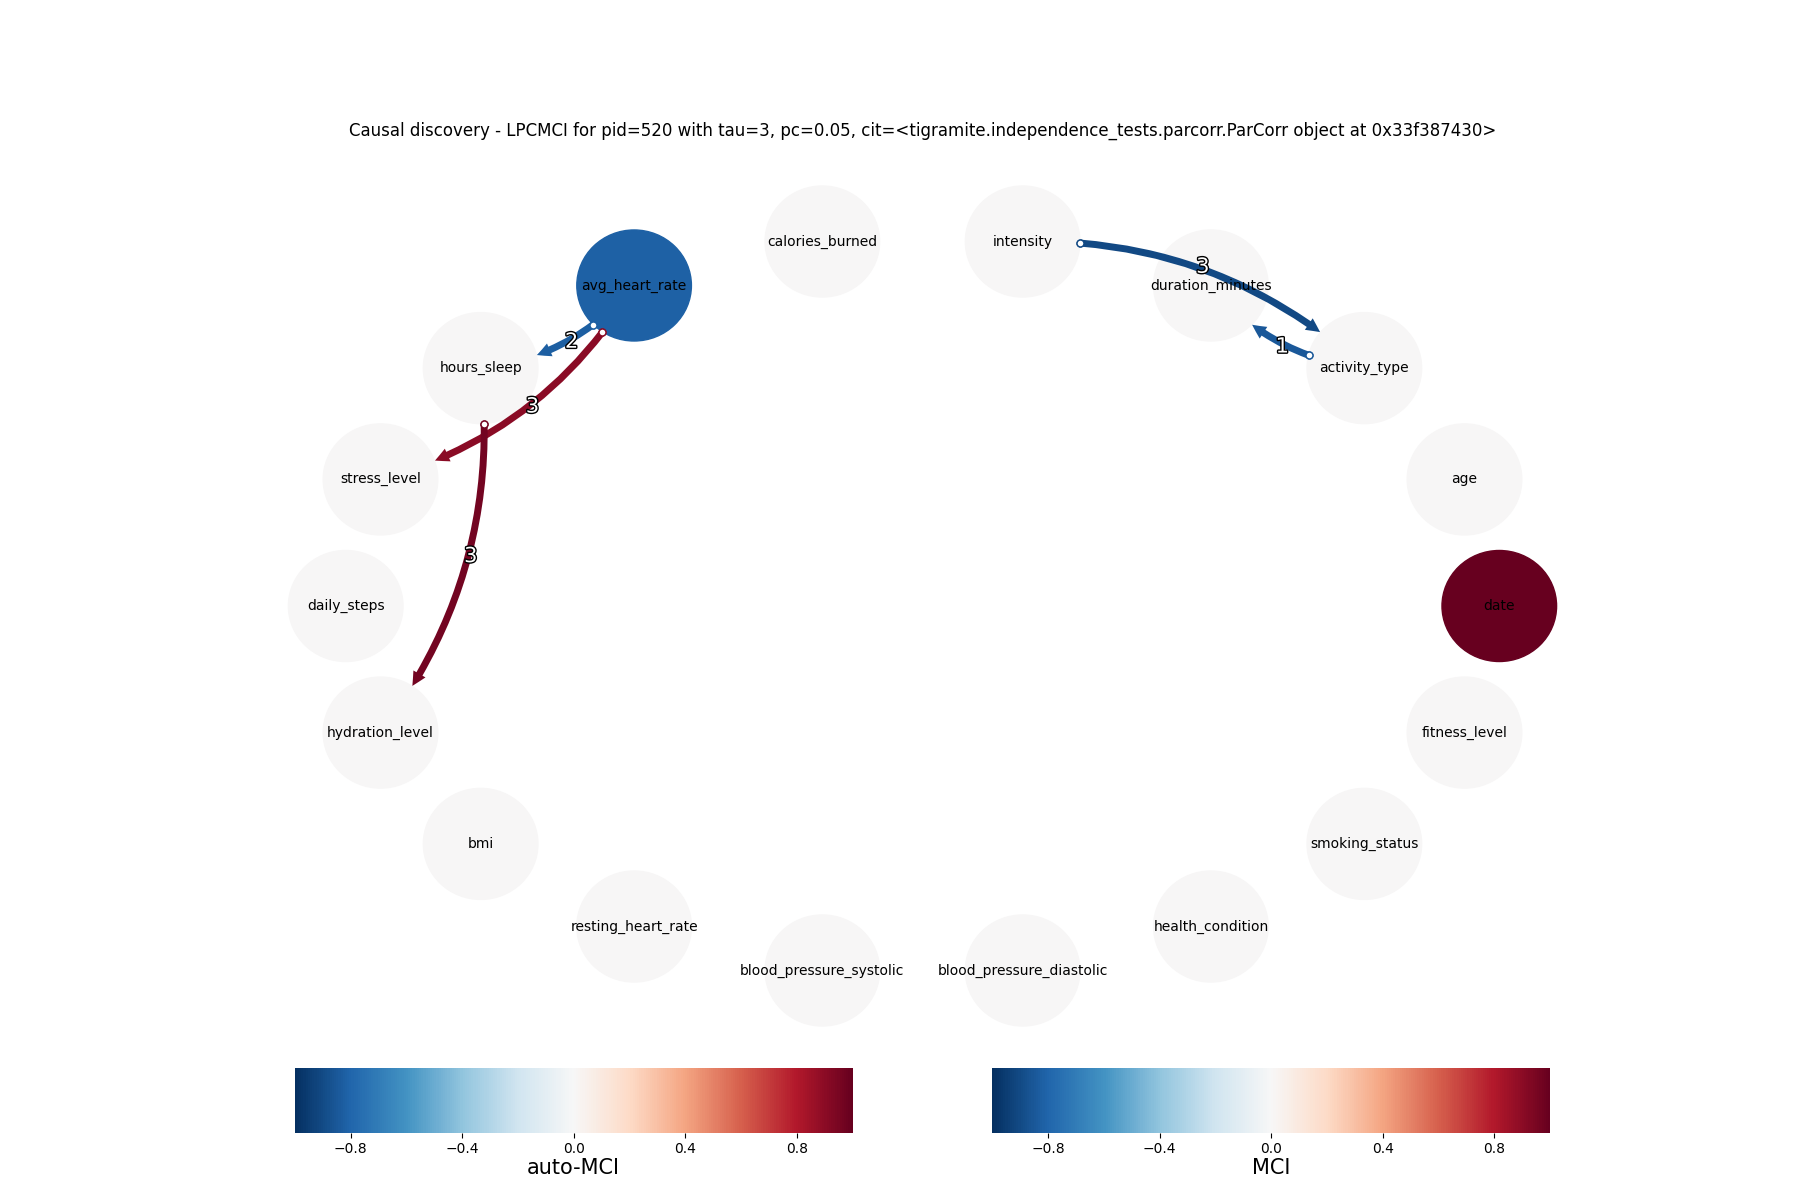 Causal discovery - LPCMCI for pid=520 with tau=3, pc=0.05, cit=<tigramite.independence_tests.parcorr.ParCorr object at 0x33f387430>
calories_burned
intensity
avg_heart_rate
duration_minutes
3
2
1
hours_sleep
activity_type
3
stress_level
age
3
daily_steps
date
hydration_level
fitness_level
bmi
smoking_status
resting_heart_rate
health_condition
blood_pressure_systolic
blood_pressure_diastolic
−0.8 −0.4 0.0 0.4 0.8
auto-MCI
−0.8 −0.4 0.0 0.4 0.8
MCI